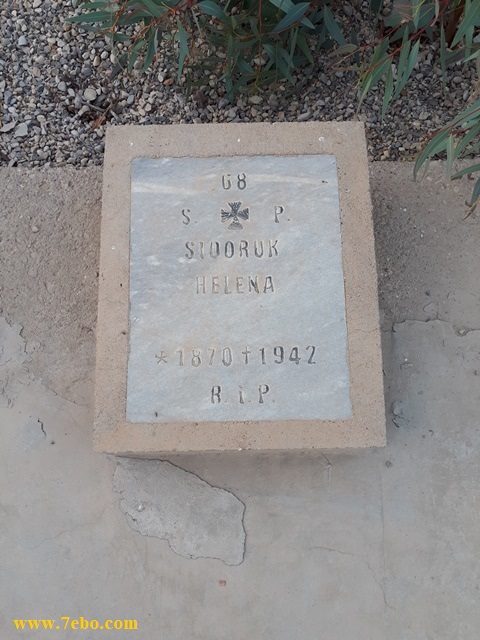 68
S. P.
SIDORUK
HELENA
* 1870 † 1942
R.I.P.
www.7ebo.com